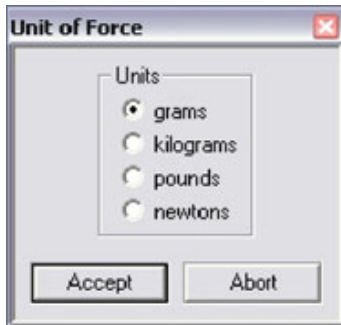 Unit of Force
Units
grams
kilograms
pounds
newtons
Accept Abort